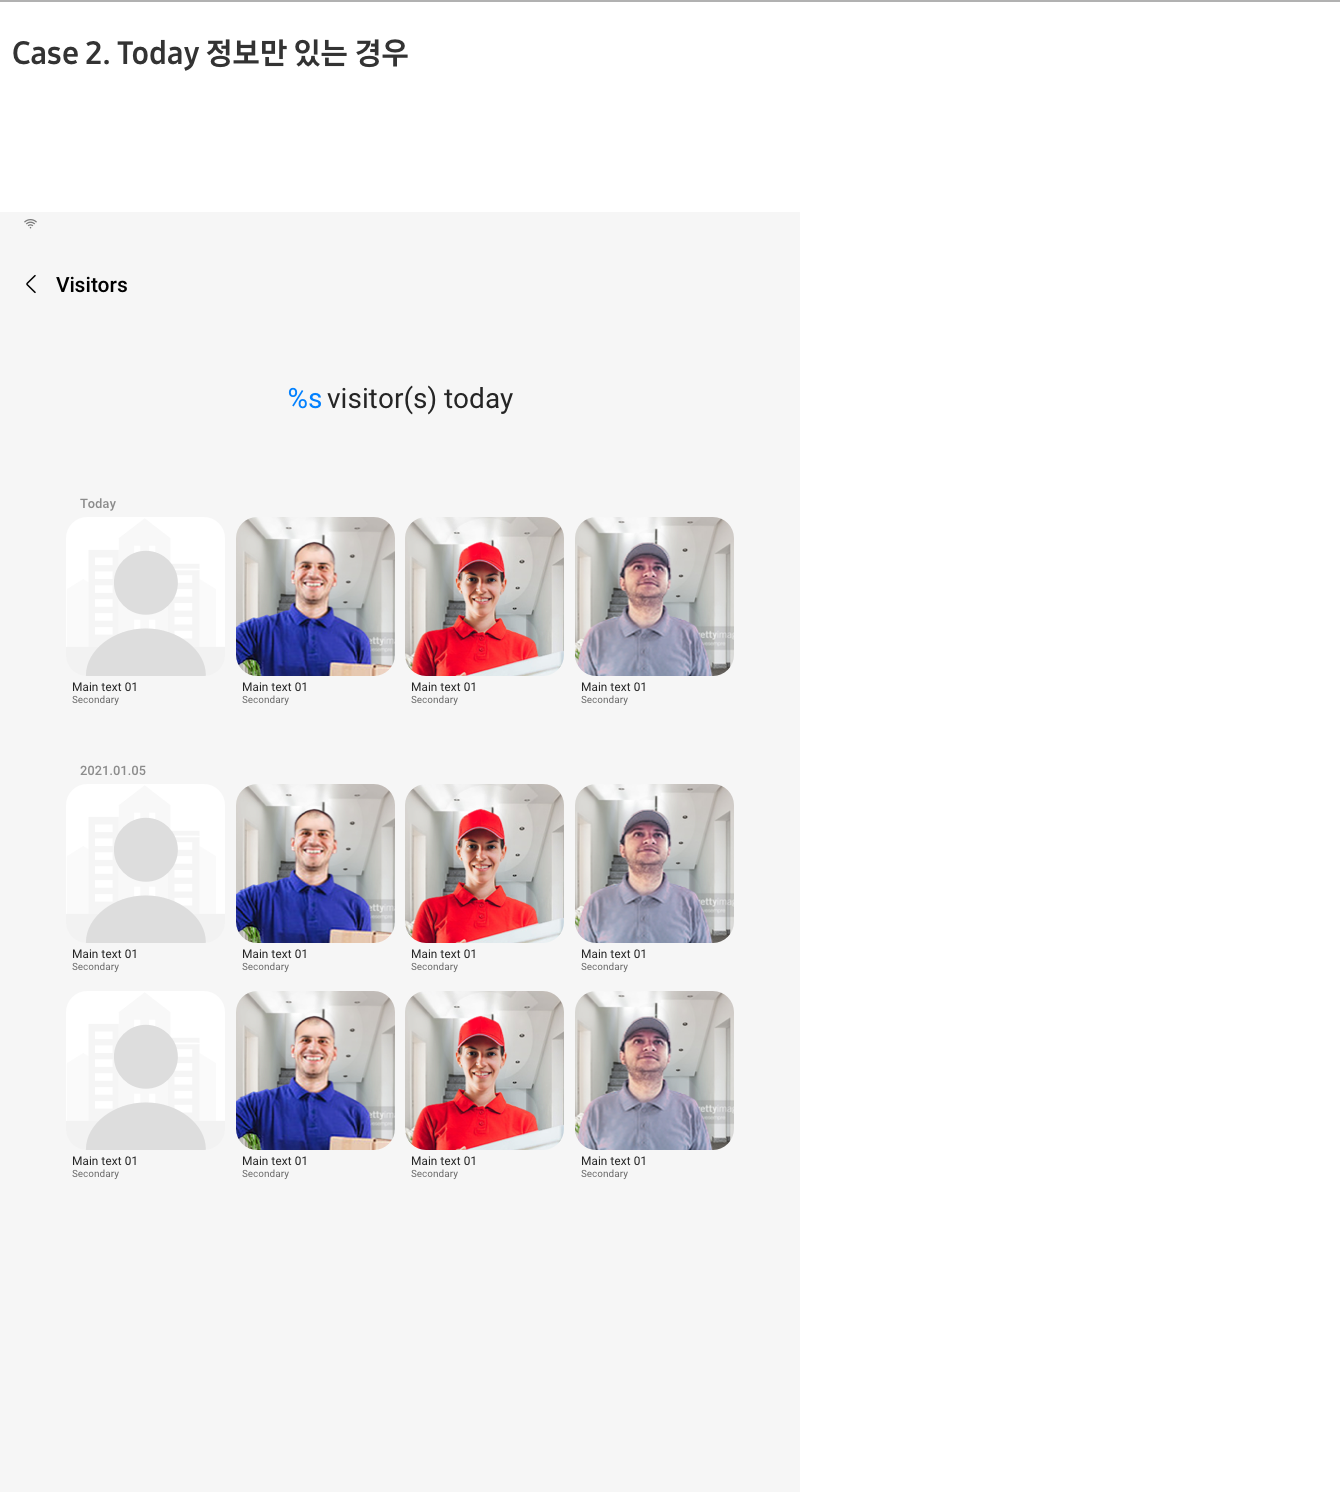 Case 2. Today 정보만 있는 경우
Visitors
%s visitor(s) today
Today
Main text 01 Main text 01 Main text 01 Main text 01
Secondary Secondary Secondary Secondary
2021.01.05
Main text 01 Main text 01 Main text 01 Main text 01
Secondary Secondary Secondary Secondary
Main text 01 Main text 01 Main text 01 Main text 01
Secondary Secondary Secondary Secondary